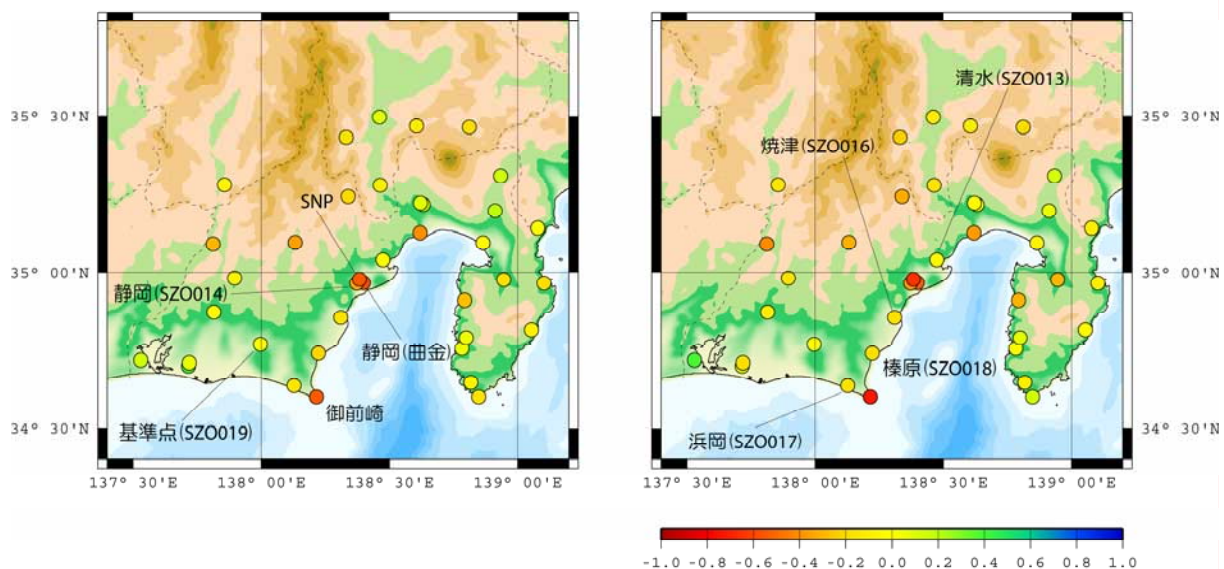 清水(SZO013)
35° 30'N
35° 30'N
焼津(SZO016)
SNP
35° 00'N
35° 00'N
静岡(SZO014)
静岡(曲金)
榛原(SZO018)
御前崎
基準点(SZO019)
浜岡(SZO017)
34° 30'N
34° 30'N
137° 30'E 138° 00'E 138° 30'E 139° 00'E
137° 30'E 138° 00'E 138° 30'E 139° 00'E
-1.0 -0.8 -0.6 -0.4 -0.2 0.0 0.2 0.4 0.6 0.8 1.0